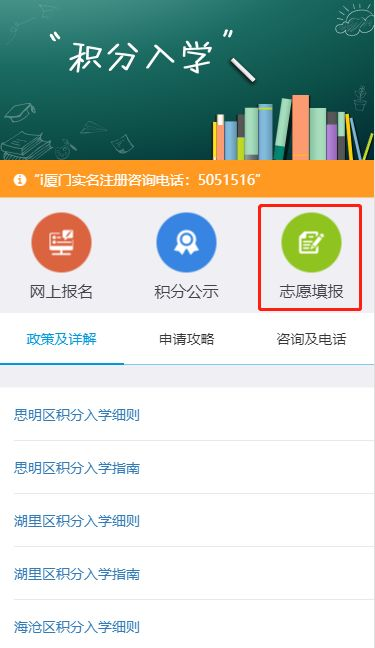 “积分入学”
“i厦门实名注册咨询电话：5051516”
网上报名 积分公示 志愿填报
政策及详解 申请攻略 咨询及电话
思明区积分入学细则
思明区积分入学指南
湖里区积分入学细则
湖里区积分入学指南
海沧区积分入学细则